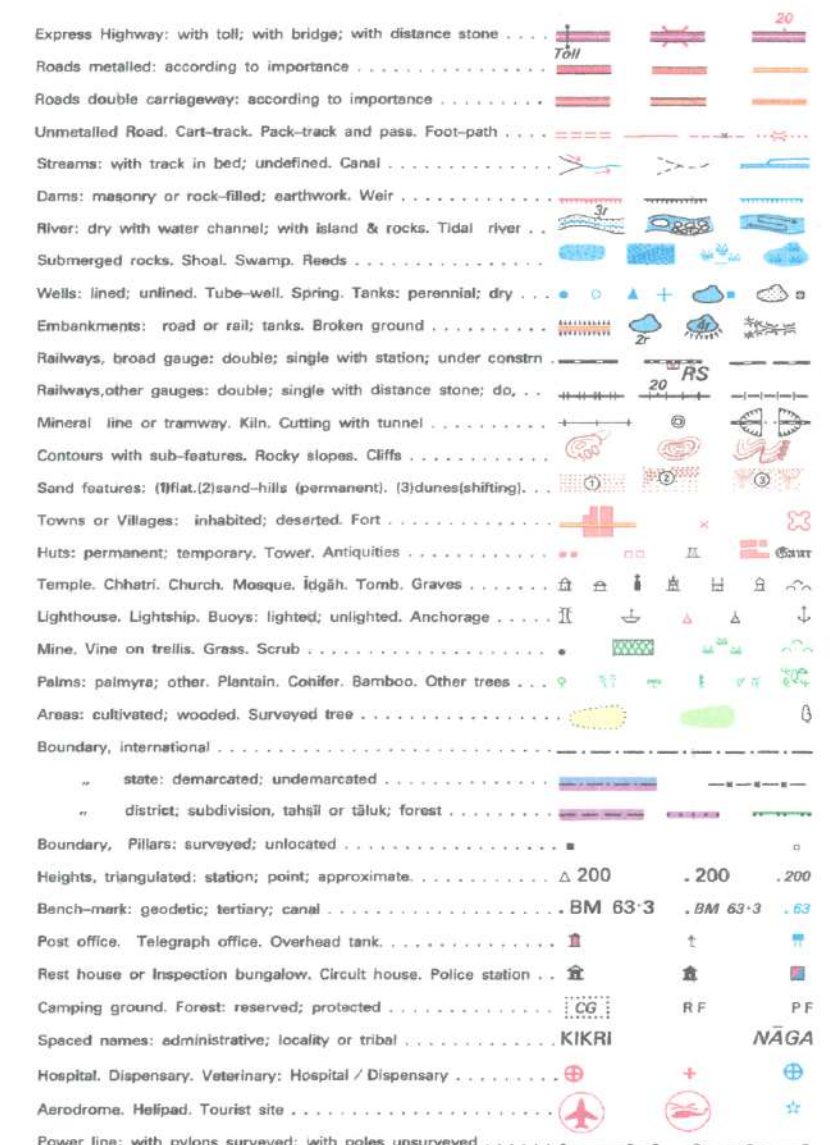 20
Express Highway: with toll; with bridge; with distance stone . . . .
Toll
Roads metalled: according to importance . . . . . . . . . . . . . . . . .
Roads double carriageway: according to importance . . . . . . . . .
Unmetalled Road. Cart-track. Pack-track and pass. Foot-path . . . .
Streams: with track in bed; undefined. Canal . . . . . . . . . . . . . . .
Dams: masonry or rock-filled; earthwork. Weir . . . . . . . . . . . . .
3r
River: dry with water channel; with island & rocks. Tidal river . .
Submerged rocks. Shoal. Swamp. Reeds . . . . . . . . . . . . . . . . .
Wells: lined; unlined. Tube-well. Spring. Tanks: perennial; dry . . .
Embankments: road or rail; tanks. Broken ground . . . . . . . . . . 2r 4r
Railways, broad gauge: double; single with station; under constrn . RS
Railways,other gauges: double; single with distance stone; do, . . 20
Mineral line or tramway. Kiln. Cutting with tunnel . . . . . . . . . .
Contours with sub-features. Rocky slopes. Cliffs . . . . . . . . . . . .
Sand features: (1)flat.(2)sand-hills (permanent). (3)dunes(shifting). . . 1 2 3
Towns or Villages: inhabited; deserted. Fort . . . . . . . . . . . . . .
Huts: permanent; temporary. Tower. Antiquities . . . . . . . . . . . . Gaur
Temple. Chhatri. Church. Mosque. Īdgāh. Tomb. Graves . . . . . . .
Lighthouse. Lightship. Buoys: lighted; unlighted. Anchorage . . . . .
Mine. Vine on trellis. Grass. Scrub . . . . . . . . . . . . . . . . . . . .
Palms: palmyra; other. Plantain. Conifer. Bamboo. Other trees . . .
Areas: cultivated; wooded. Surveyed tree . . . . . . . . . . . . . . . .
Boundary, international . . . . . . . . . . . . . . . . . . . . . . . . . . .
,, state: demarcated; undemarcated . . . . . . . . . . . . . .
,, district; subdivision, tahsīl or tāluk; forest . . . . . . . . .
Boundary, Pillars: surveyed; unlocated . . . . . . . . . . . . . . . . .
Heights, triangulated: station; point; approximate. . . . . . . . . . . . 200 . 200 . 200
Bench-mark: geodetic; tertiary; canal . . . . . . . . . . . . . . . . . . . BM 63·3 . BM 63·3 . 63
Post office. Telegraph office. Overhead tank. . . . . . . . . . . . . . .
Rest house or Inspection bungalow. Circuit house. Police station . .
Camping ground. Forest: reserved; protected . . . . . . . . . . . . . . CG RF PF
Spaced names: administrative; locality or tribal . . . . . . . . . . . . . KIKRI NĀGA
Hospital. Dispensary. Veterinary: Hospital / Dispensary . . . . . . . .
Aerodrome. Helipad. Tourist site . . . . . . . . . . . . . . . . . . . . .
Power line: with pylons surveyed; with poles unsurveyed . . . . .